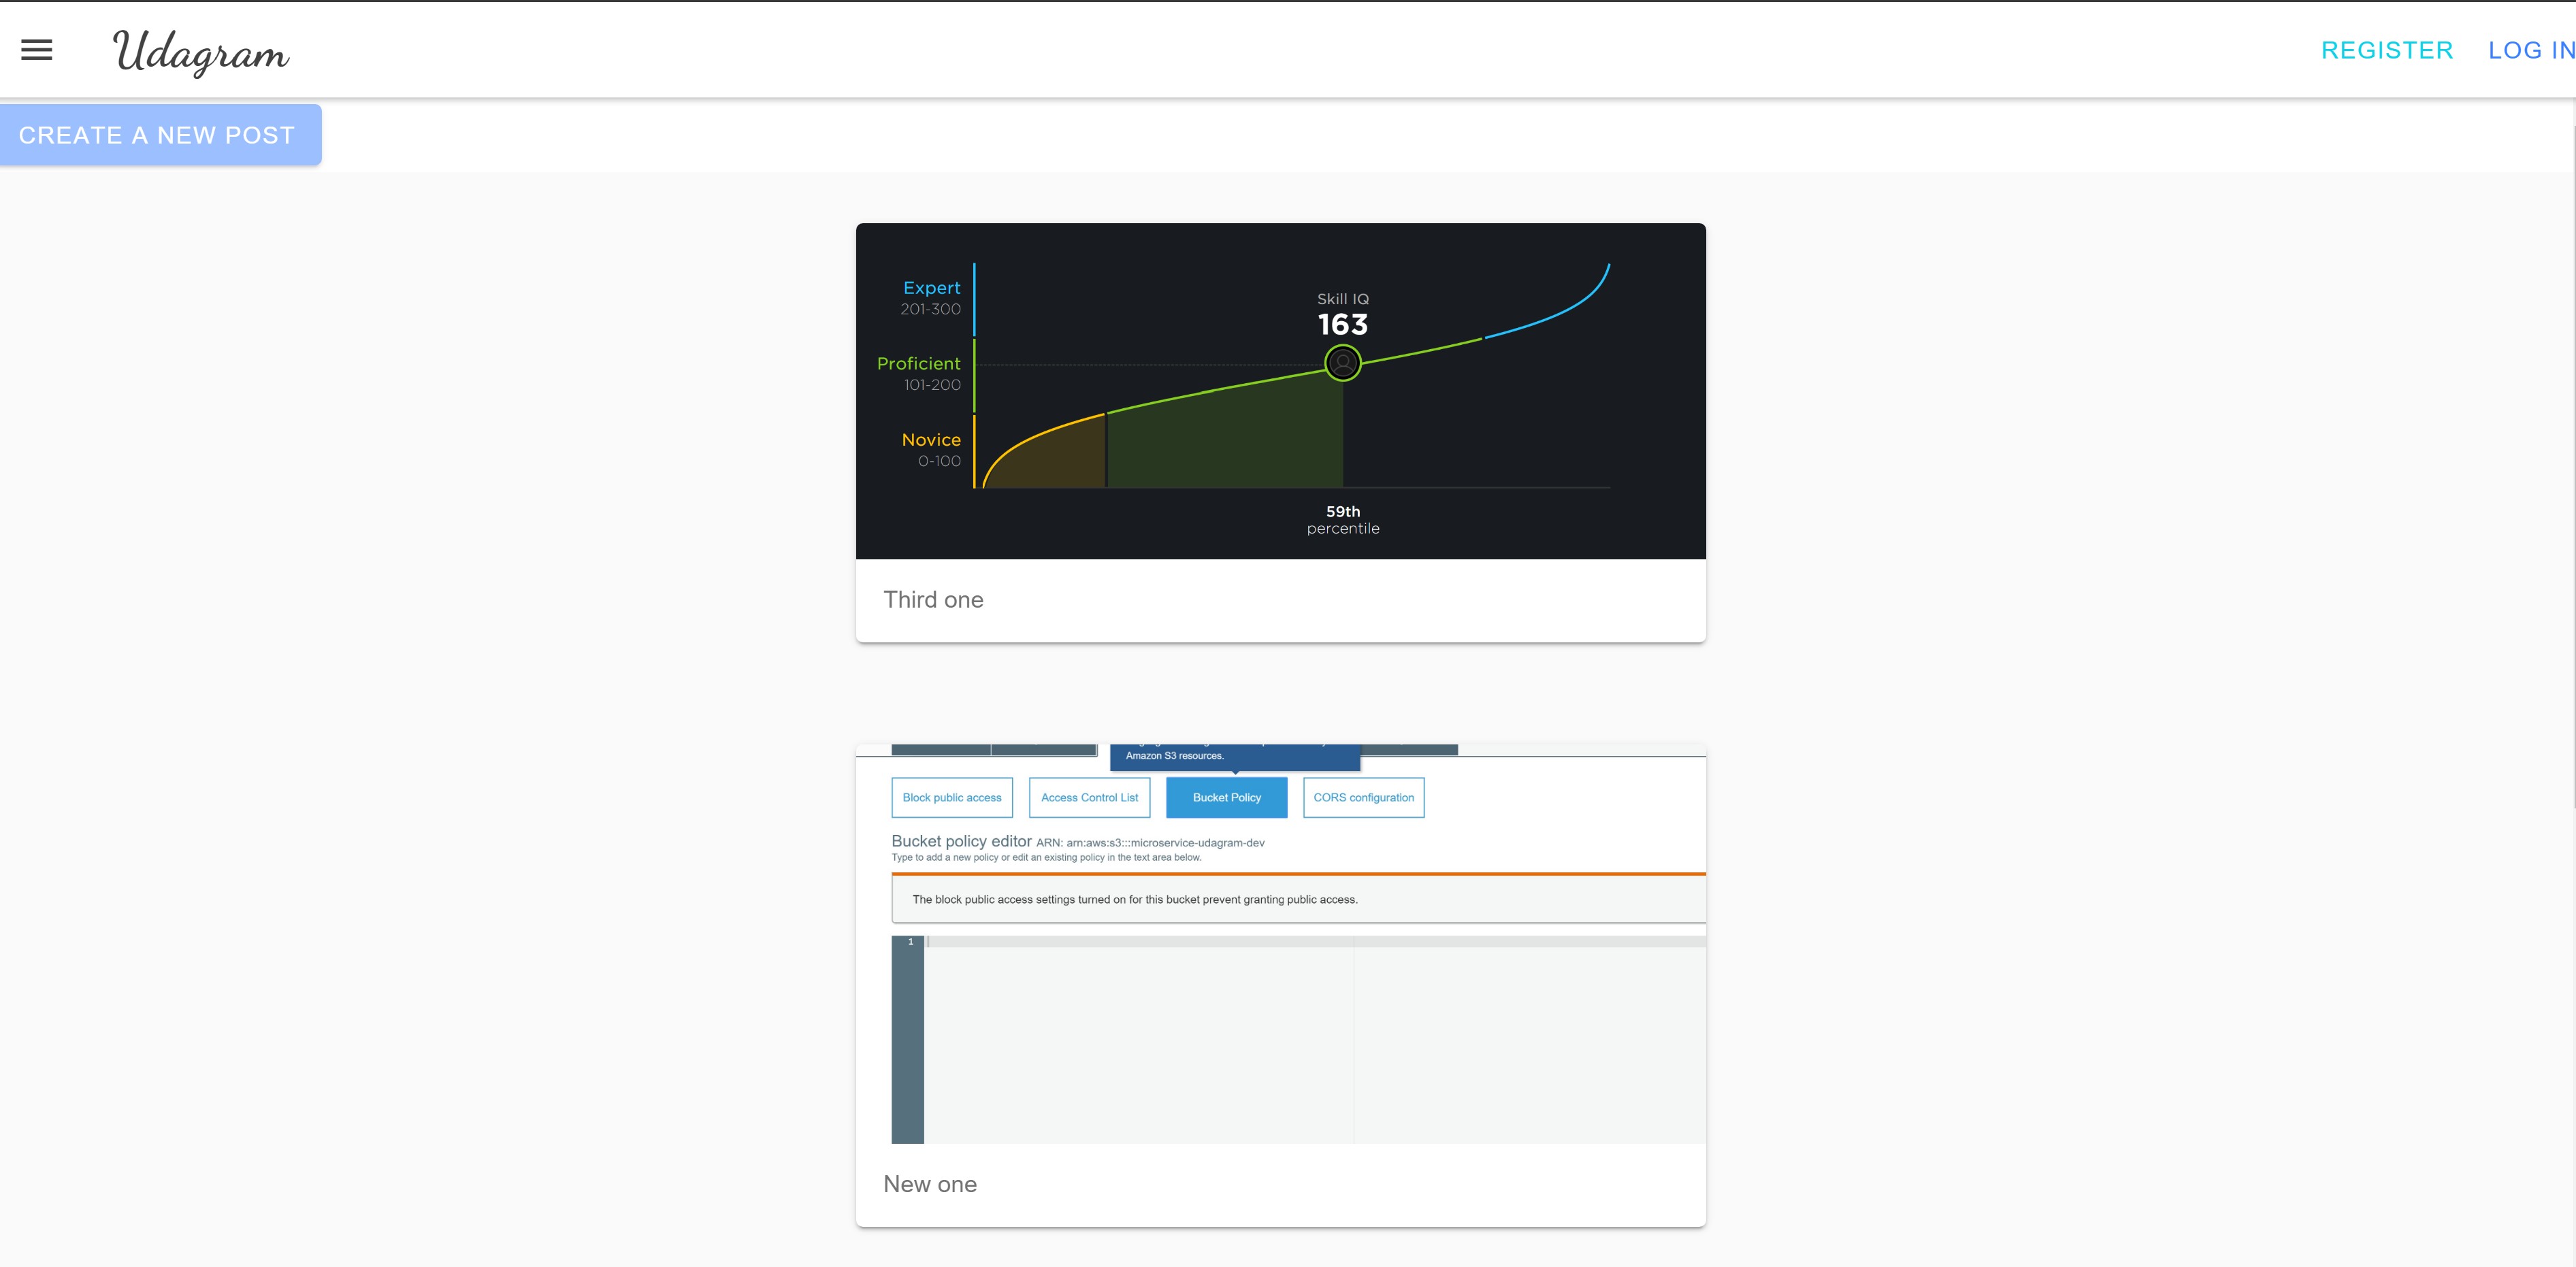 Udagram
REGISTER
LOG IN
CREATE A NEW POST
Expert
201-300
Skill IQ
163
Proficient
101-200
Novice
0-100
59th
percentile
Third one
Amazon S3 resources.
Block public access
Access Control List
Bucket Policy
CORS configuration
Bucket policy editor ARN: arn:aws:s3:::microservice-udagram-dev
Type to add a new policy or edit an existing policy in the text area below.
The block public access settings turned on for this bucket prevent granting public access.
1
New one